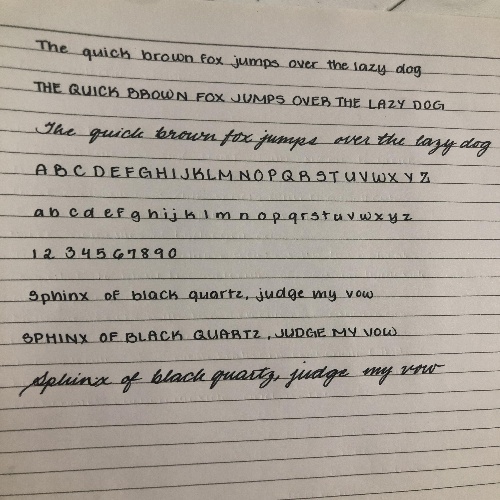 The quick brown fox jumps over the lazy dog
THE QUICK BROWN FOX JUMPS OVER THE LAZY DOG
The quick brown fox jumps over the lazy dog
A B C D E F G H I J K L M N O P Q R S T U V W X Y Z
a b c d e f g h i j k l m n o p q r s t u v w x y z
1 2 3 4 5 6 7 8 9 0
Sphinx of black quartz, judge my vow
SPHINX OF BLACK QUARTZ, JUDGE MY VOW
Sphinx of black quartz, judge my vow